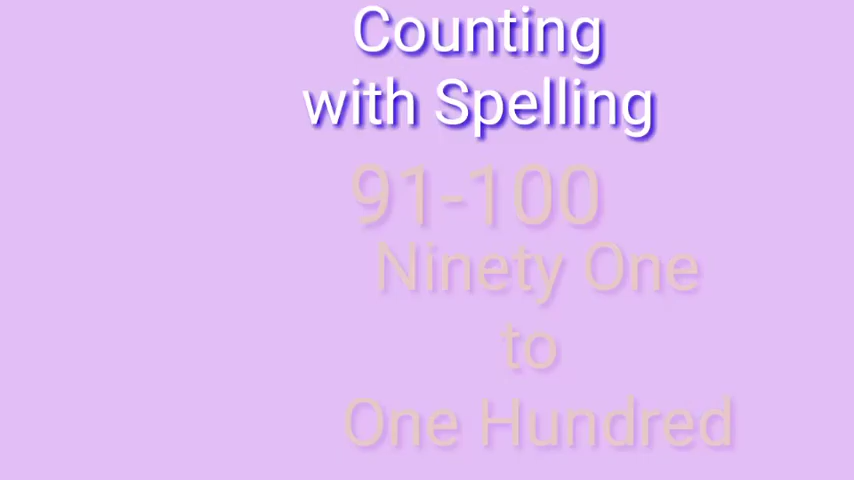 Counting
with Spelling
91-100
Ninety One
to
One Hundred